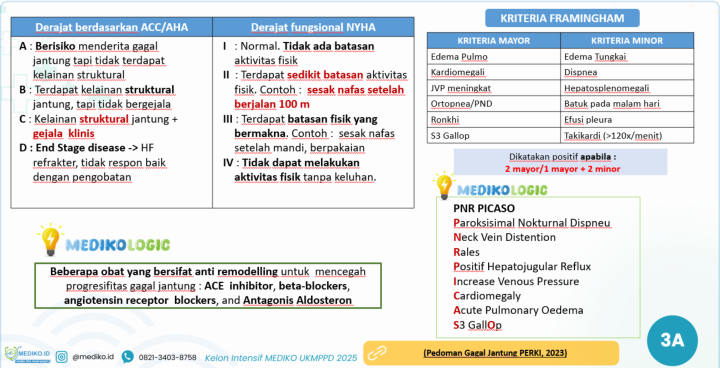 Derajat berdasarkan ACC/AHA
Derajat fungsional NYHA
A : Berisiko menderita gagal
jantung tapi tidak terdapat
kelainan struktural
B : Terdapat kelainan struktural
jantung, tapi tidak bergejala
C : Kelainan struktural jantung +
gejala klinis
D : End Stage disease -> HF
refrakter, tidak respon baik
dengan pengobatan
I : Normal. Tidak ada batasan
aktivitas fisik
II : Terdapat sedikit batasan aktivitas
fisik. Contoh : sesak nafas setelah
berjalan 100 m
III : Terdapat batasan fisik yang
bermakna. Contoh : sesak nafas
setelah mandi, berpakaian
IV : Tidak dapat melakukan
aktivitas fisik tanpa keluhan.
MEDIKOLOGIC
Beberapa obat yang bersifat anti remodelling untuk mencegah
progresifitas gagal jantung : ACE inhibitor, beta-blockers,
angiotensin receptor blockers, and Antagonis Aldosteron
KRITERIA FRAMINGHAM
KRITERIA MAYOR KRITERIA MINOR
Edema Pulmo Edema Tungkai
Kardiomegali Dispnea
JVP meningkat Hepatosplenomegali
Ortopnea/PND Batuk pada malam hari
Ronkhi Efusi pleura
S3 Gallop Takikardi (>120x/menit)
Dikatakan positif apabila :
2 mayor/1 mayor + 2 minor
MEDIKOLOGIC
PNR PICASO
Paroksisimal Nokturnal Dispneu
Neck Vein Distention
Rales
Positif Hepatojugular Reflux
Increase Venous Pressure
Cardiomegaly
Acute Pulmonary Oedema
S3 GallOp
3A
MEDIKO.ID
@mediko.id
0821-3403-8758
Kelon Intensif MEDIKO UKMPPD 2025
(Pedoman Gagal Jantung PERKI, 2023)